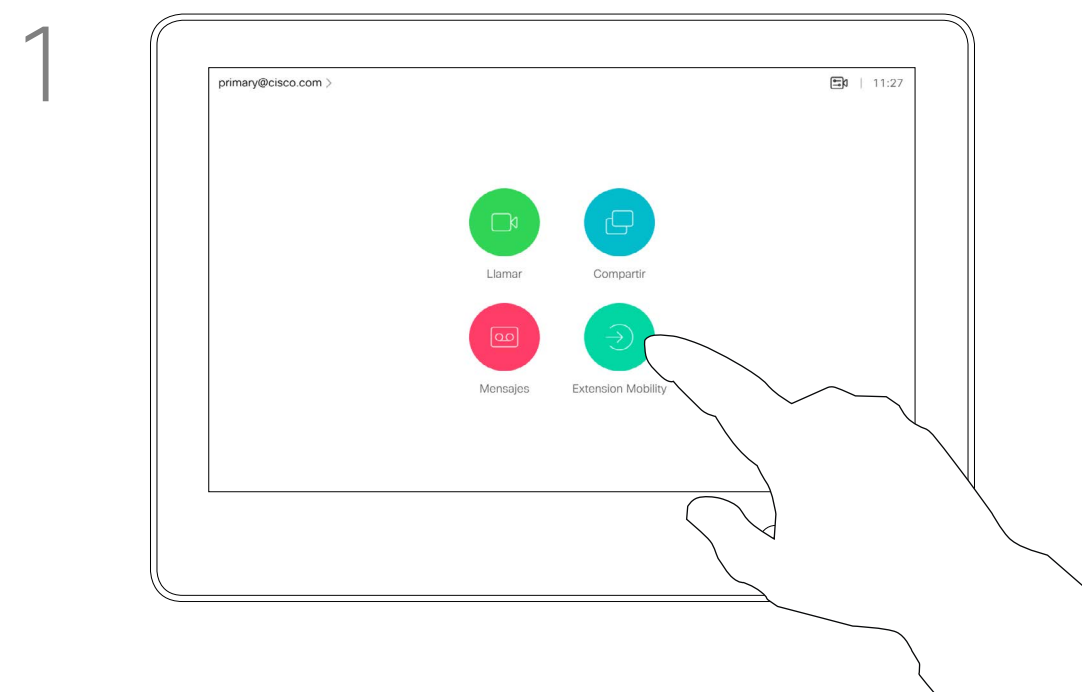 1
primary@cisco.com >
11:27
Llamar
Compartir
Mensajes
Extension Mobility